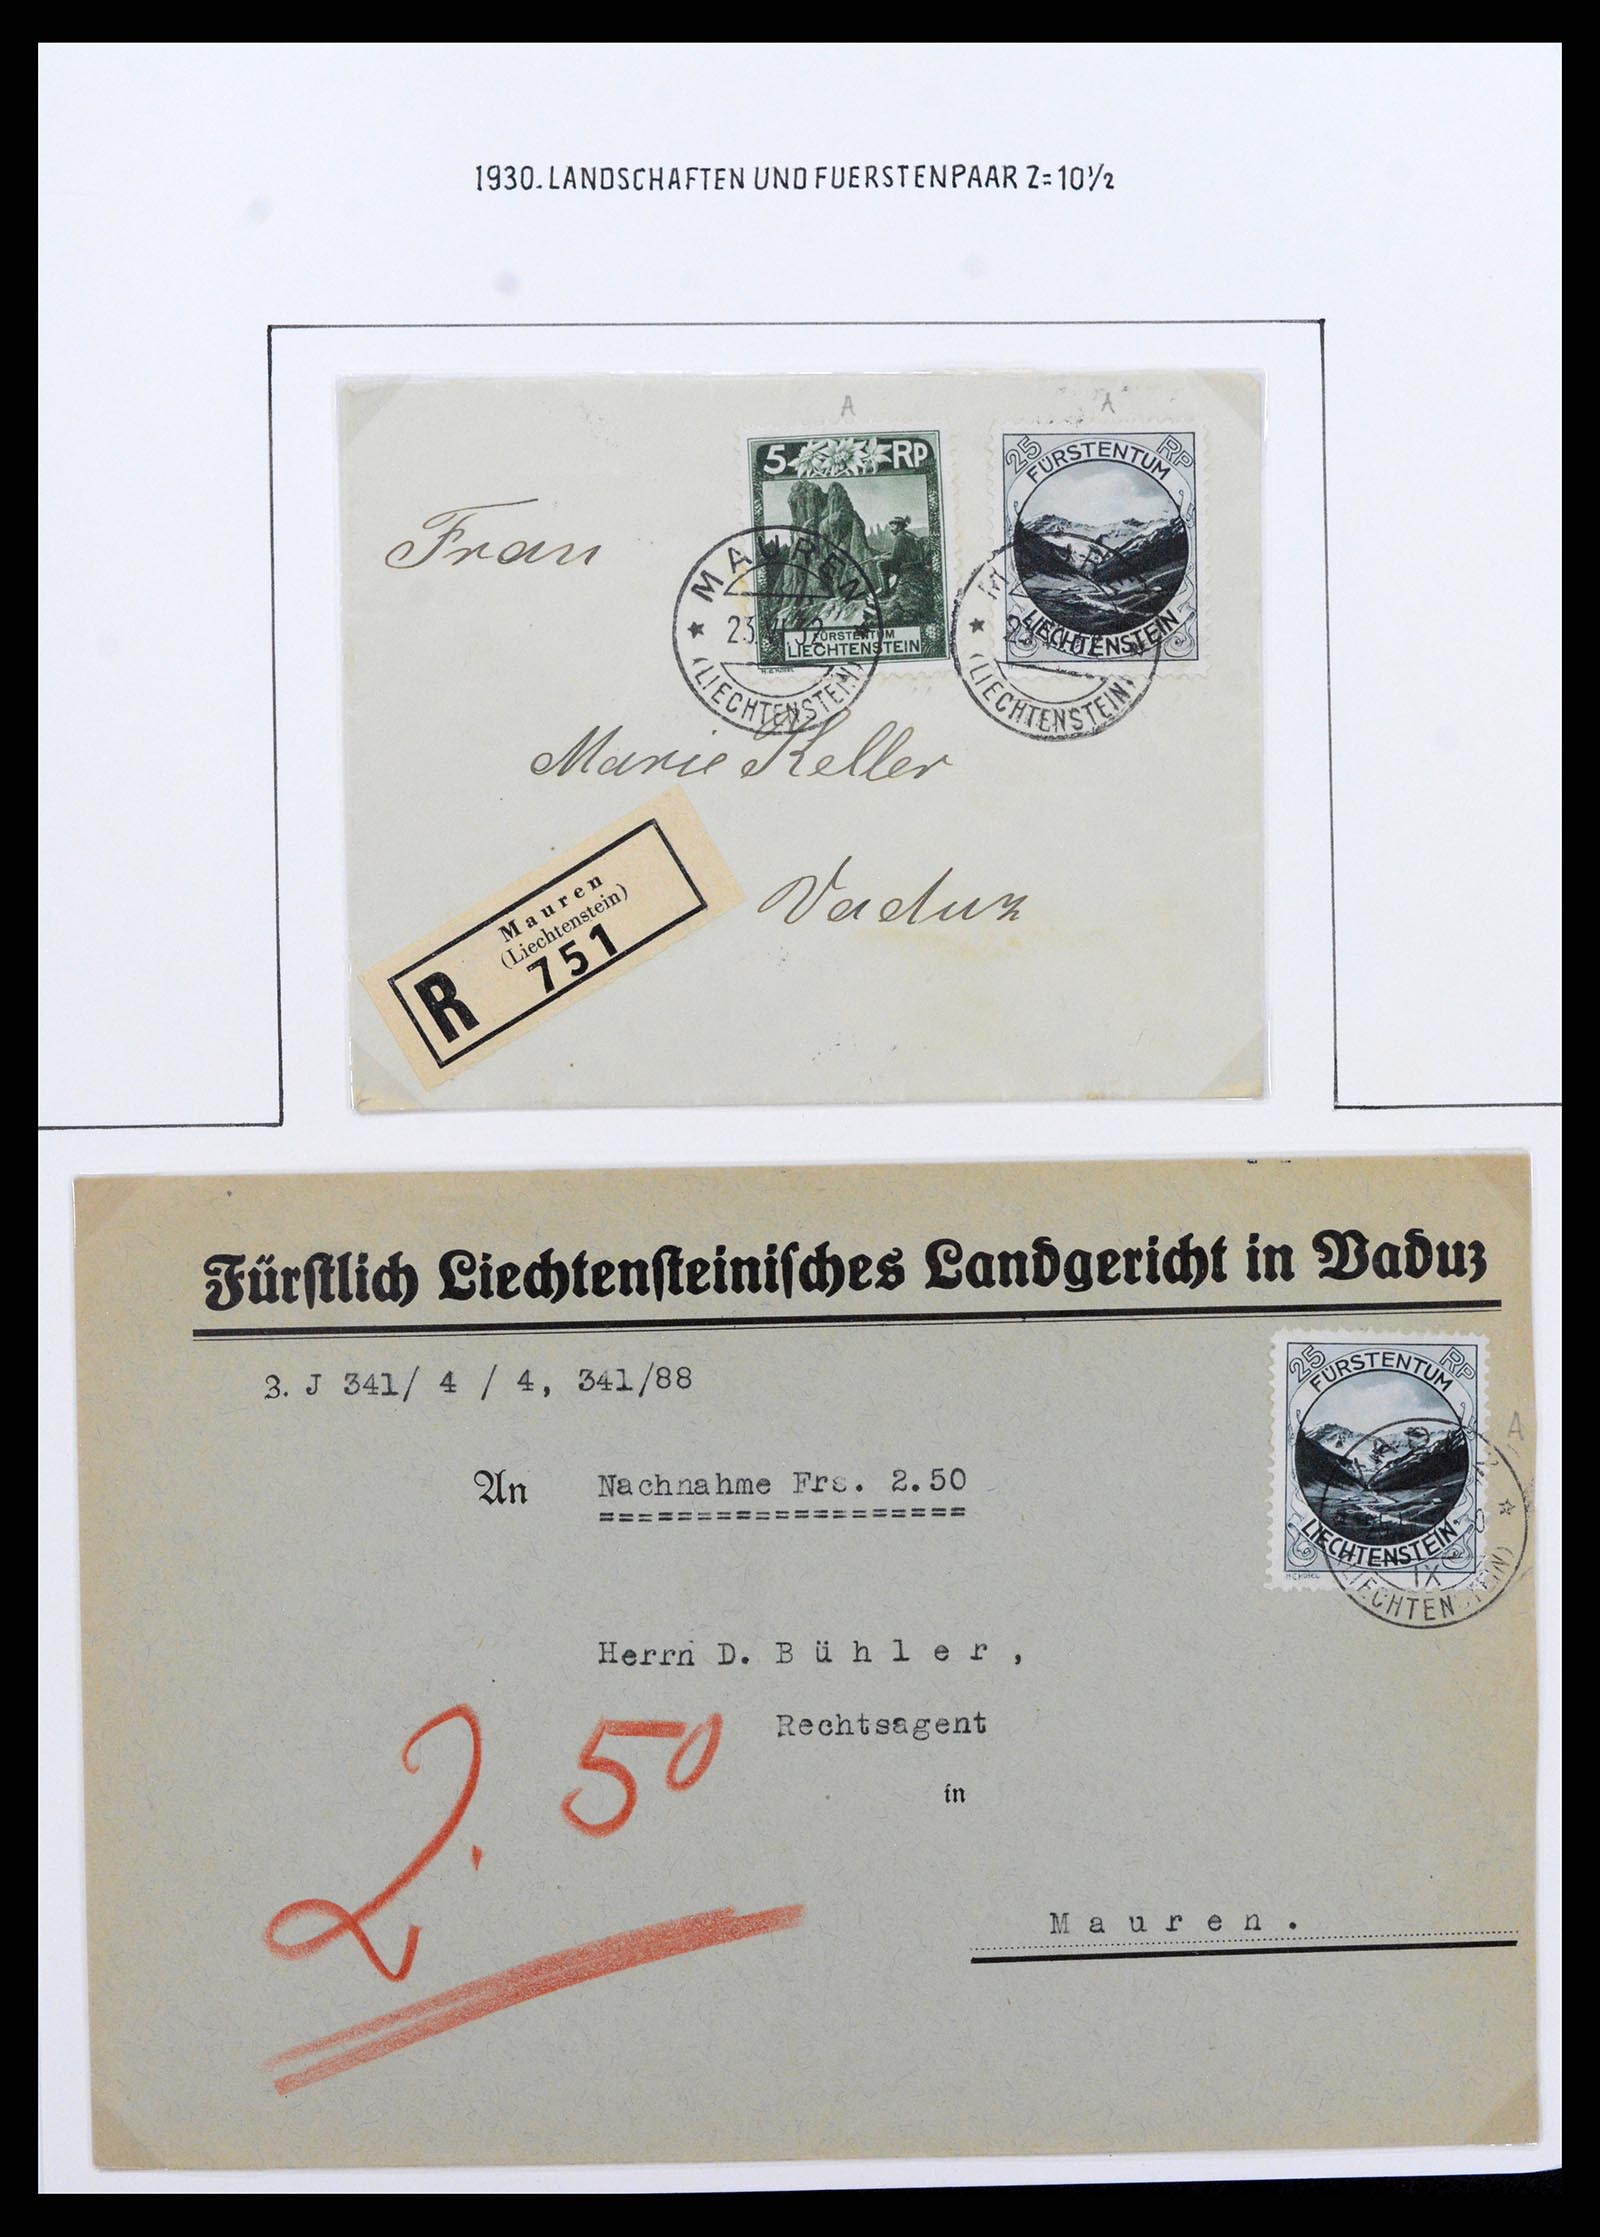 1930. LANDSCHAFTEN UND FUERSTENPAAR Z=10½
A
A
5 RP
FÜRSTENTUM
LIECHTENSTEIN
25 RP
FÜRSTENTUM
LIECHTENSTEIN
MAUREN
(LIECHTENSTEIN)
(LIECHTENSTEIN)
Frau
Marie Keller
Vaduz
R
Mauren
(Liechtenstein)
751
Fürstlich Liechtensteinisches Landgericht in Vaduz
3. J 341/ 4 / 4, 341/88
25 RP
FÜRSTENTUM
LIECHTENSTEIN
A
IX
An Nachnahme Frs. 2.50
===================
Herrn D. Bühler,
Rechtsagent
in
Mauren.
2.50